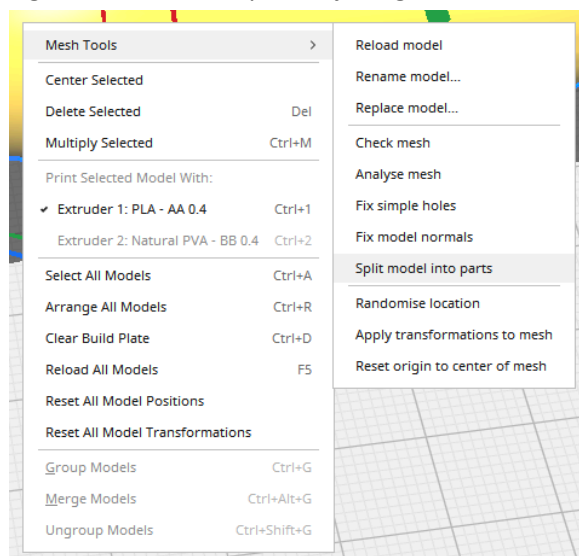 Mesh Tools
Center Selected
Delete Selected Del
Multiply Selected Ctrl+M
Print Selected Model With:
Extruder 1: PLA - AA 0.4 Ctrl+1
Extruder 2: Natural PVA - BB 0.4 Ctrl+2
Select All Models Ctrl+A
Arrange All Models Ctrl+R
Clear Build Plate Ctrl+D
Reload All Models F5
Reset All Model Positions
Reset All Model Transformations
Group Models Ctrl+G
Merge Models Ctrl+Alt+G
Ungroup Models Ctrl+Shift+G
Reload model
Rename model...
Replace model...
Check mesh
Analyse mesh
Fix simple holes
Fix model normals
Split model into parts
Randomise location
Apply transformations to mesh
Reset origin to center of mesh